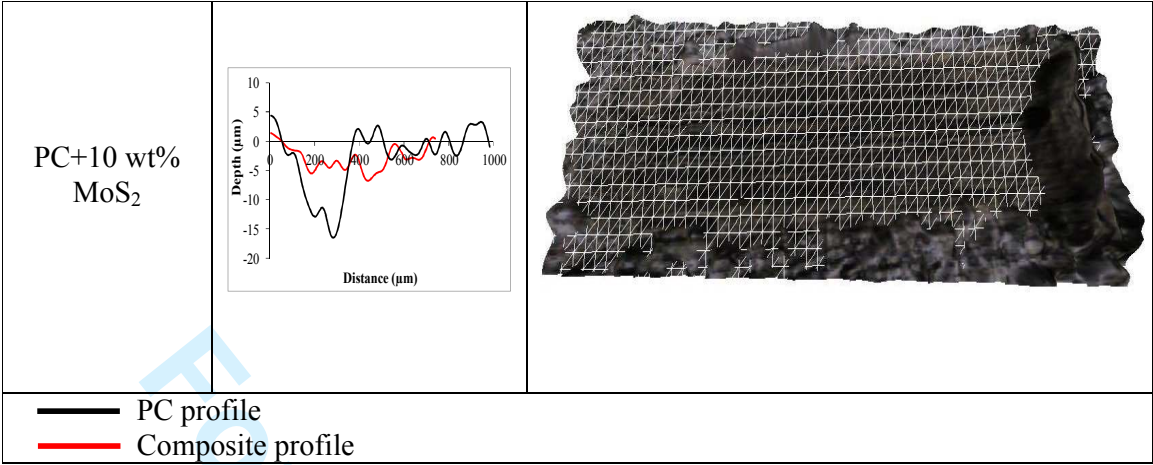 PC+10 wt%
MoS₂
10
5
0
-5
-10
-15
-20
0 200 400 600 800 1000
Depth (µm)
Distance (µm)
PC profile
Composite profile